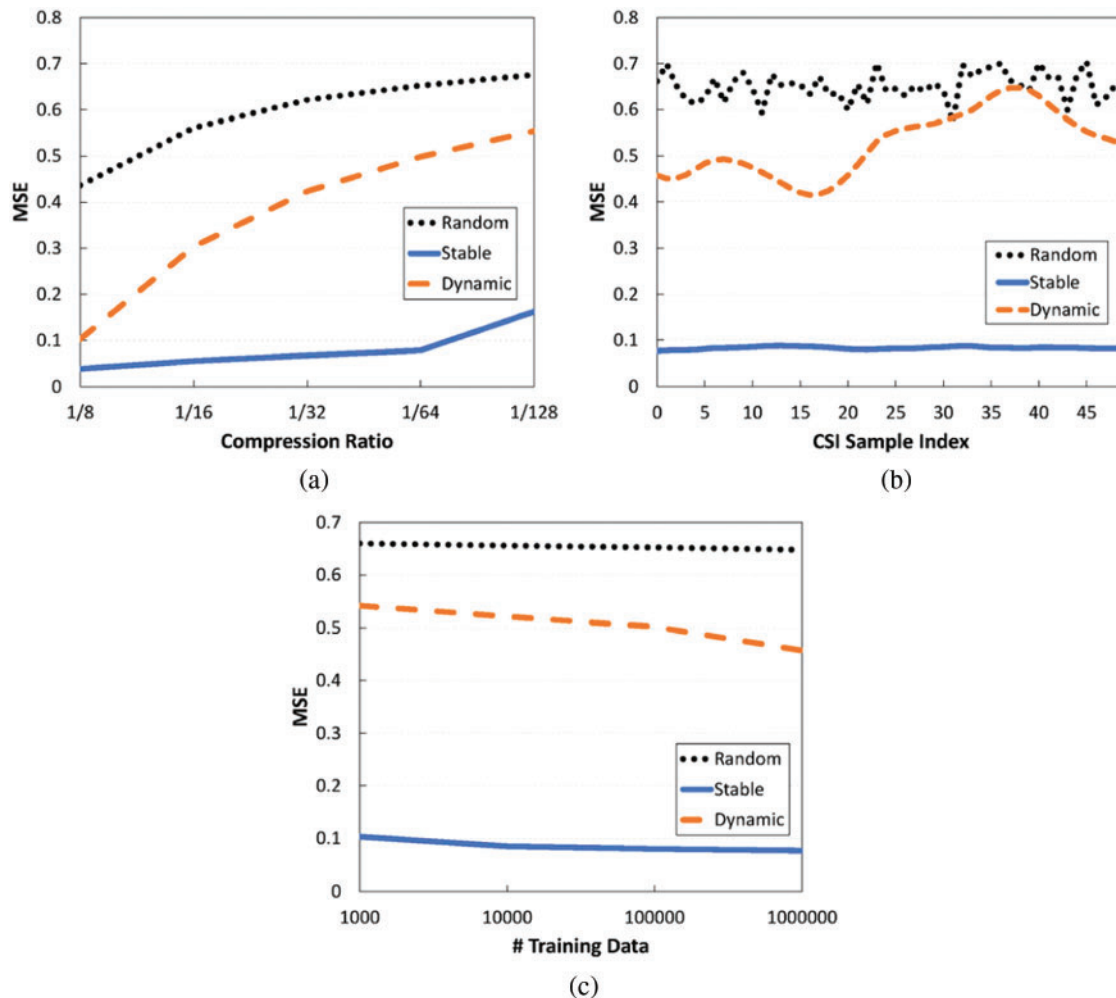 0.8
0.7
0.6
0.5
0.4
0.3
0.2
0.1
0
MSE
Random
Stable
Dynamic
1/8 1/16 1/32 1/64 1/128
Compression Ratio
(a)
0.8
0.7
0.6
0.5
0.4
0.3
0.2
0.1
0
MSE
Random
Stable
Dynamic
0 5 10 15 20 25 30 35 40 45
CSI Sample Index
(b)
0.7
0.6
0.5
0.4
0.3
0.2
0.1
0
MSE
Random
Stable
Dynamic
1000 10000 100000 1000000
# Training Data
(c)